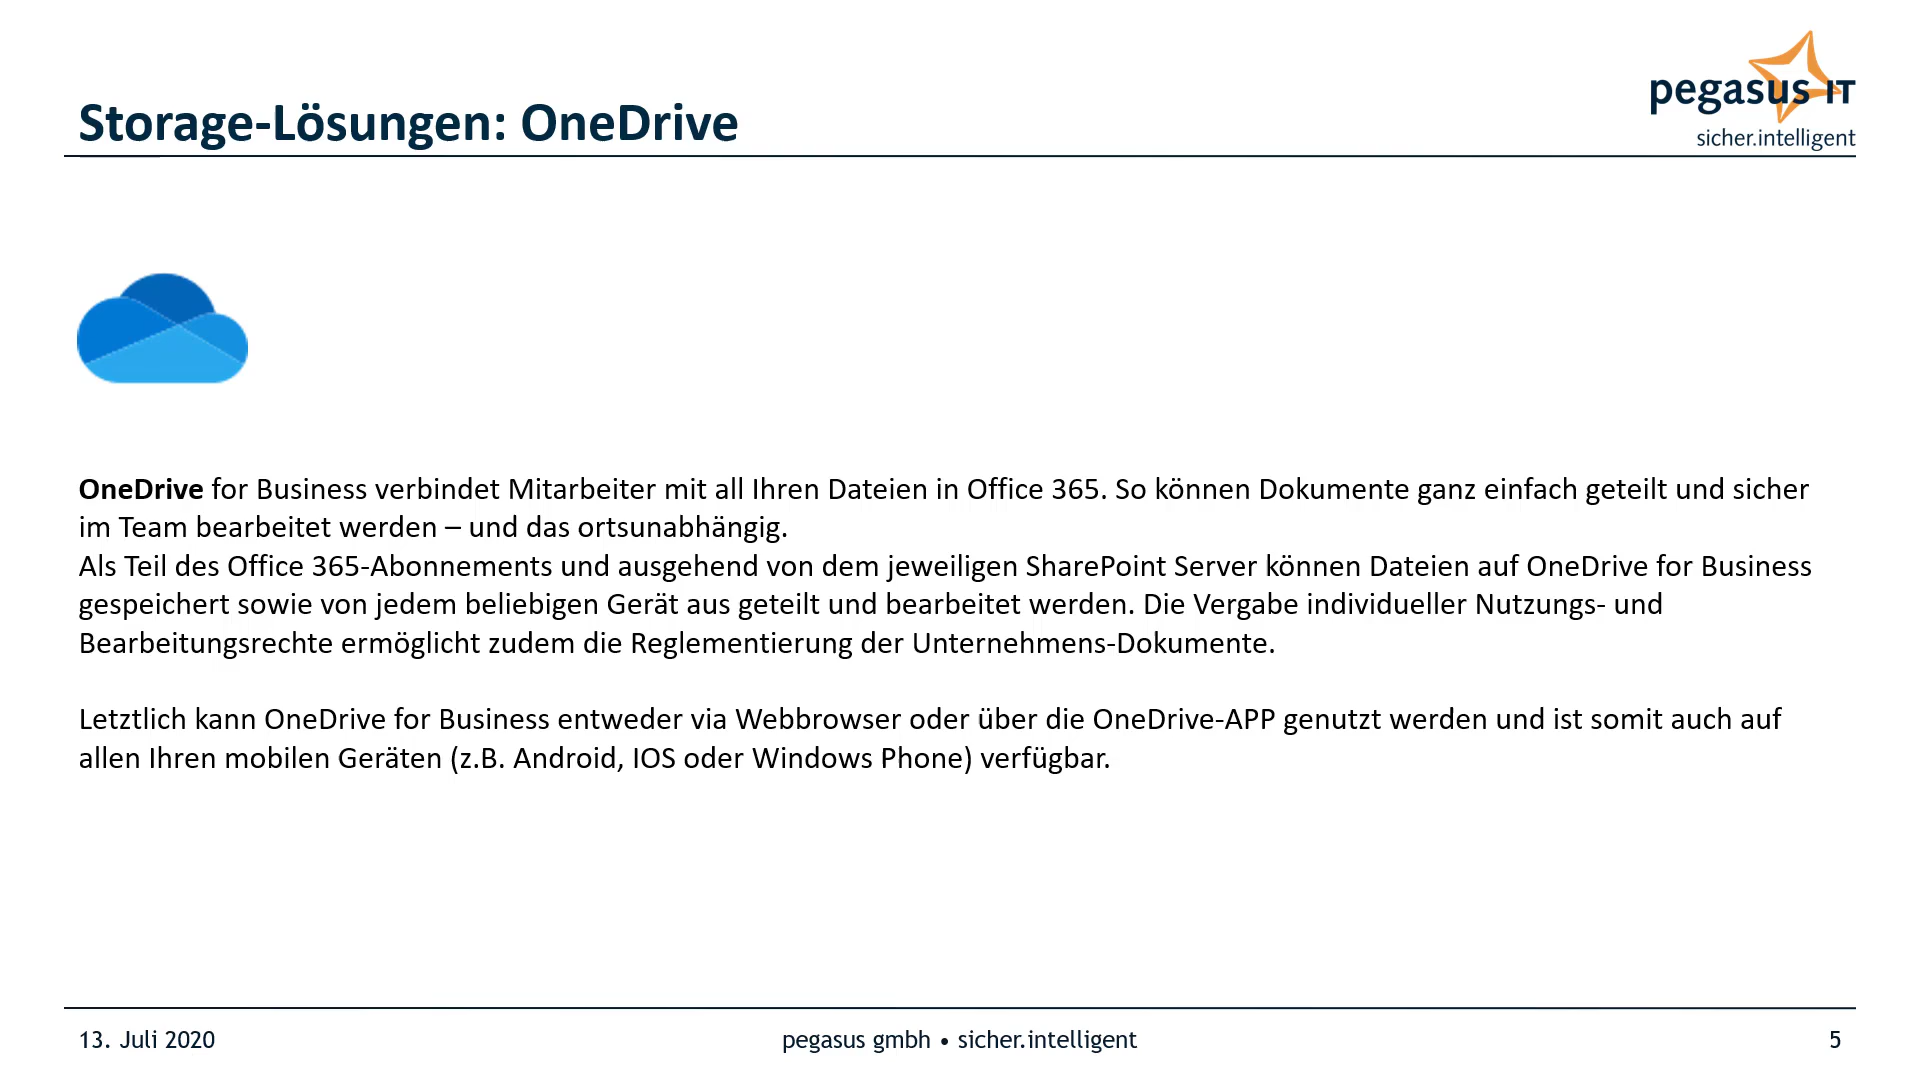 pegasus IT
sicher.intelligent
Storage-Lösungen: OneDrive
OneDrive for Business verbindet Mitarbeiter mit all Ihren Dateien in Office 365. So können Dokumente ganz einfach geteilt und sicher
im Team bearbeitet werden – und das ortsunabhängig.
Als Teil des Office 365-Abonnements und ausgehend von dem jeweiligen SharePoint Server können Dateien auf OneDrive for Business
gespeichert sowie von jedem beliebigen Gerät aus geteilt und bearbeitet werden. Die Vergabe individueller Nutzungs- und
Bearbeitungsrechte ermöglicht zudem die Reglementierung der Unternehmens-Dokumente.
Letztlich kann OneDrive for Business entweder via Webbrowser oder über die OneDrive-APP genutzt werden und ist somit auch auf
allen Ihren mobilen Geräten (z.B. Android, IOS oder Windows Phone) verfügbar.
13. Juli 2020
pegasus gmbh • sicher.intelligent
5